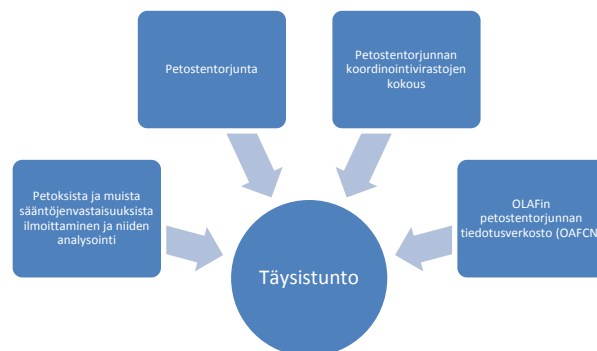 Petostentorjunta
Petostentorjunnan
koordinointivirastojen
kokous
Petoksista ja muista
sääntöjenvastaisuuksista
ilmoittaminen ja niiden
analysointi
OLAFin
petostentorjunnan
tiedotusverkosto (OAFCN
Täysistunto